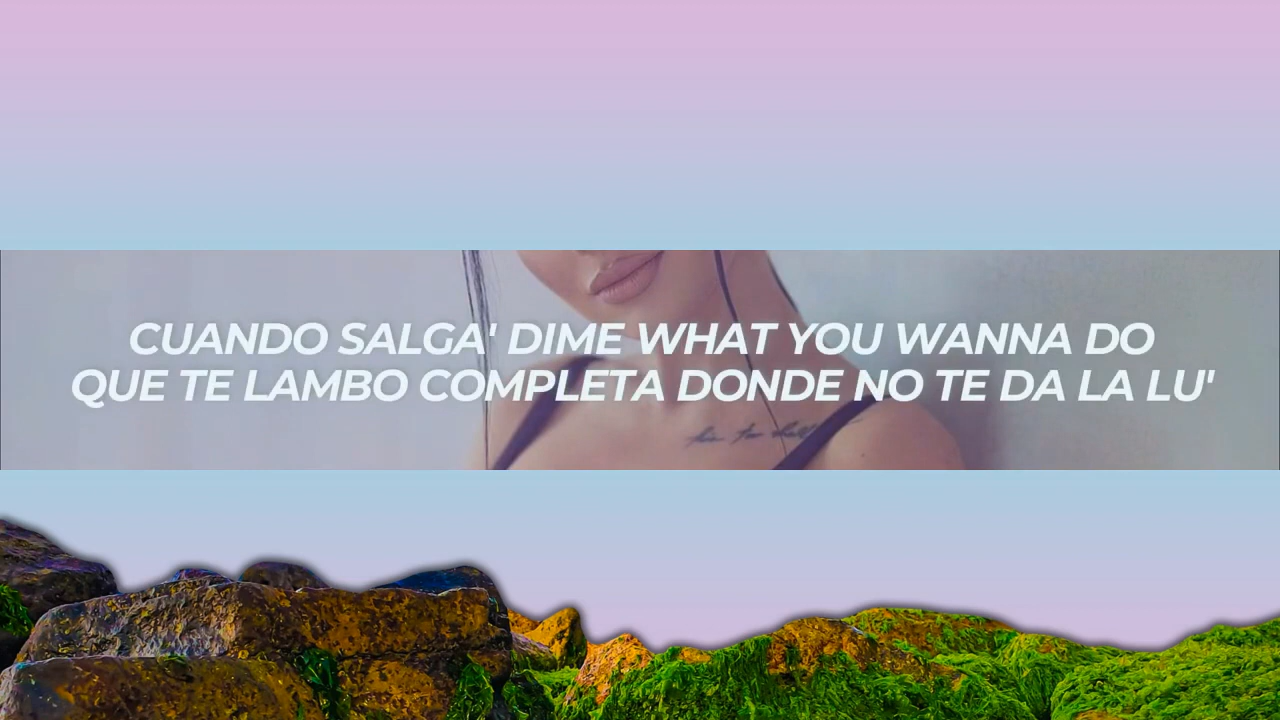 CUANDO SALGA' DIME WHAT YOU WANNA DO
QUE TE LAMBO COMPLETA DONDE NO TE DA LA LU'